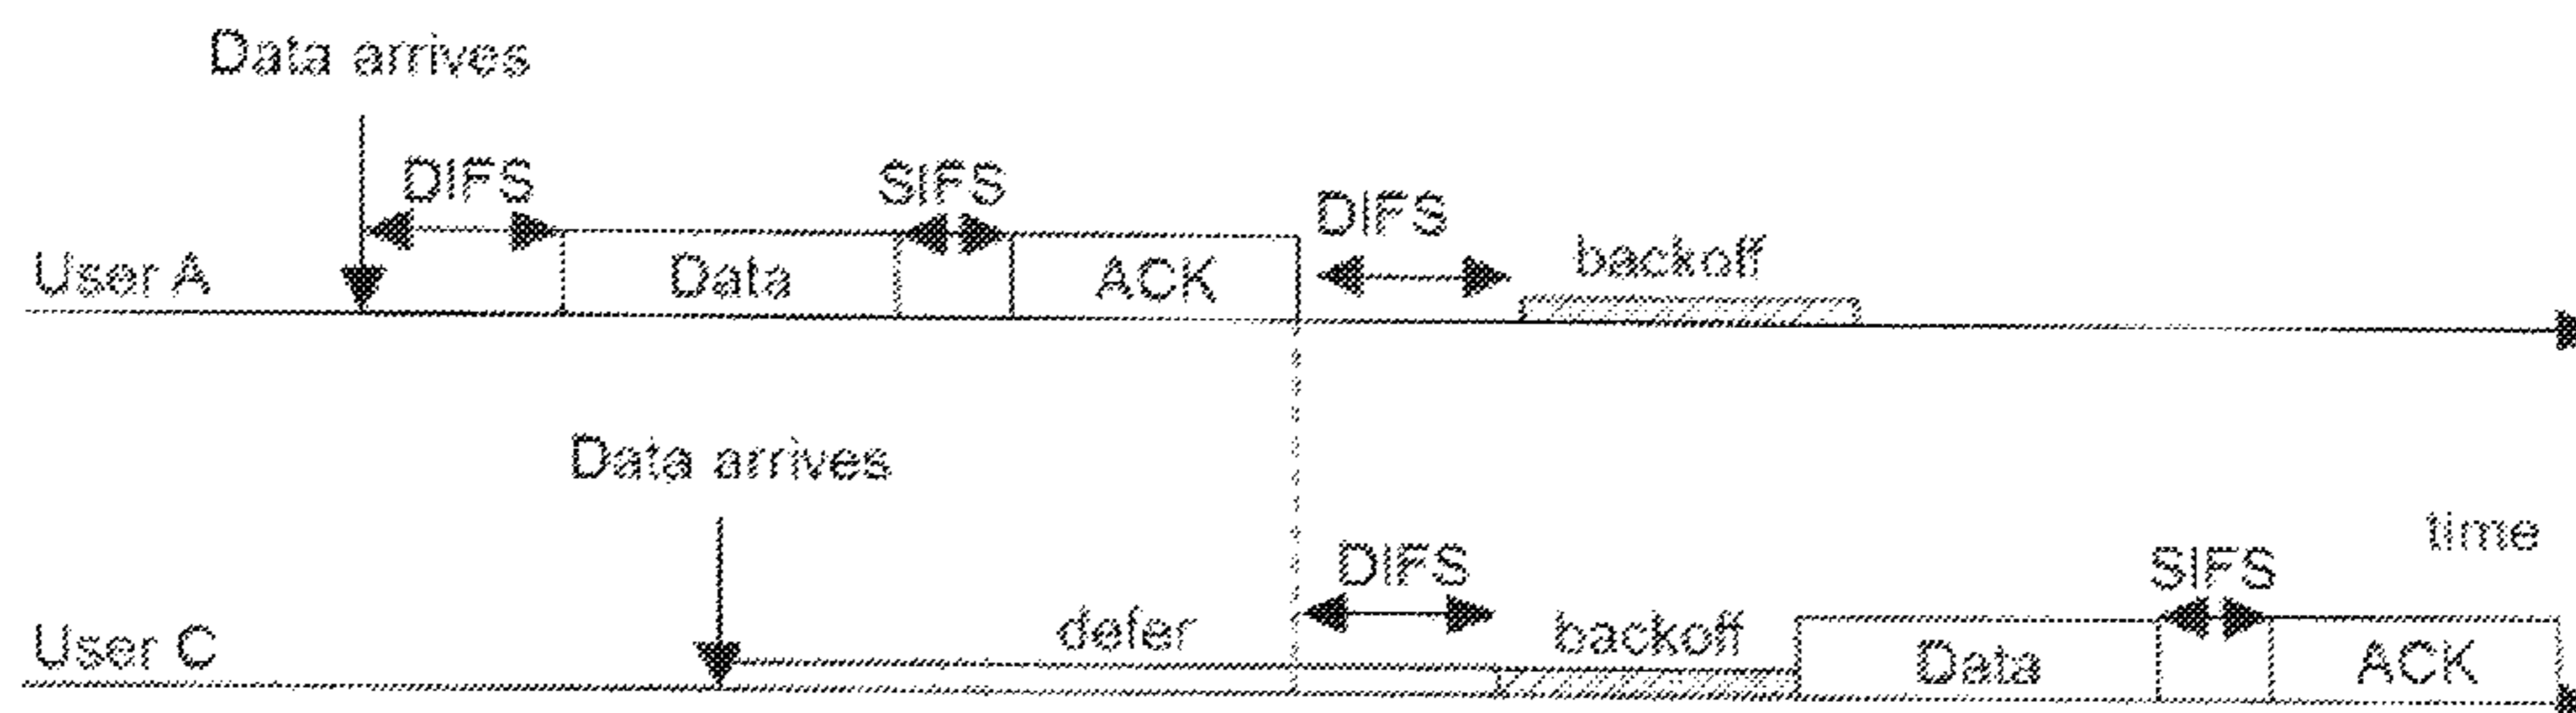 Data arrives
DIFS
SIFS
DIFS
backoff
User A
Data
ACK
Data arrives
time
DIFS
SIFS
defer
backoff
User C
Data
ACK